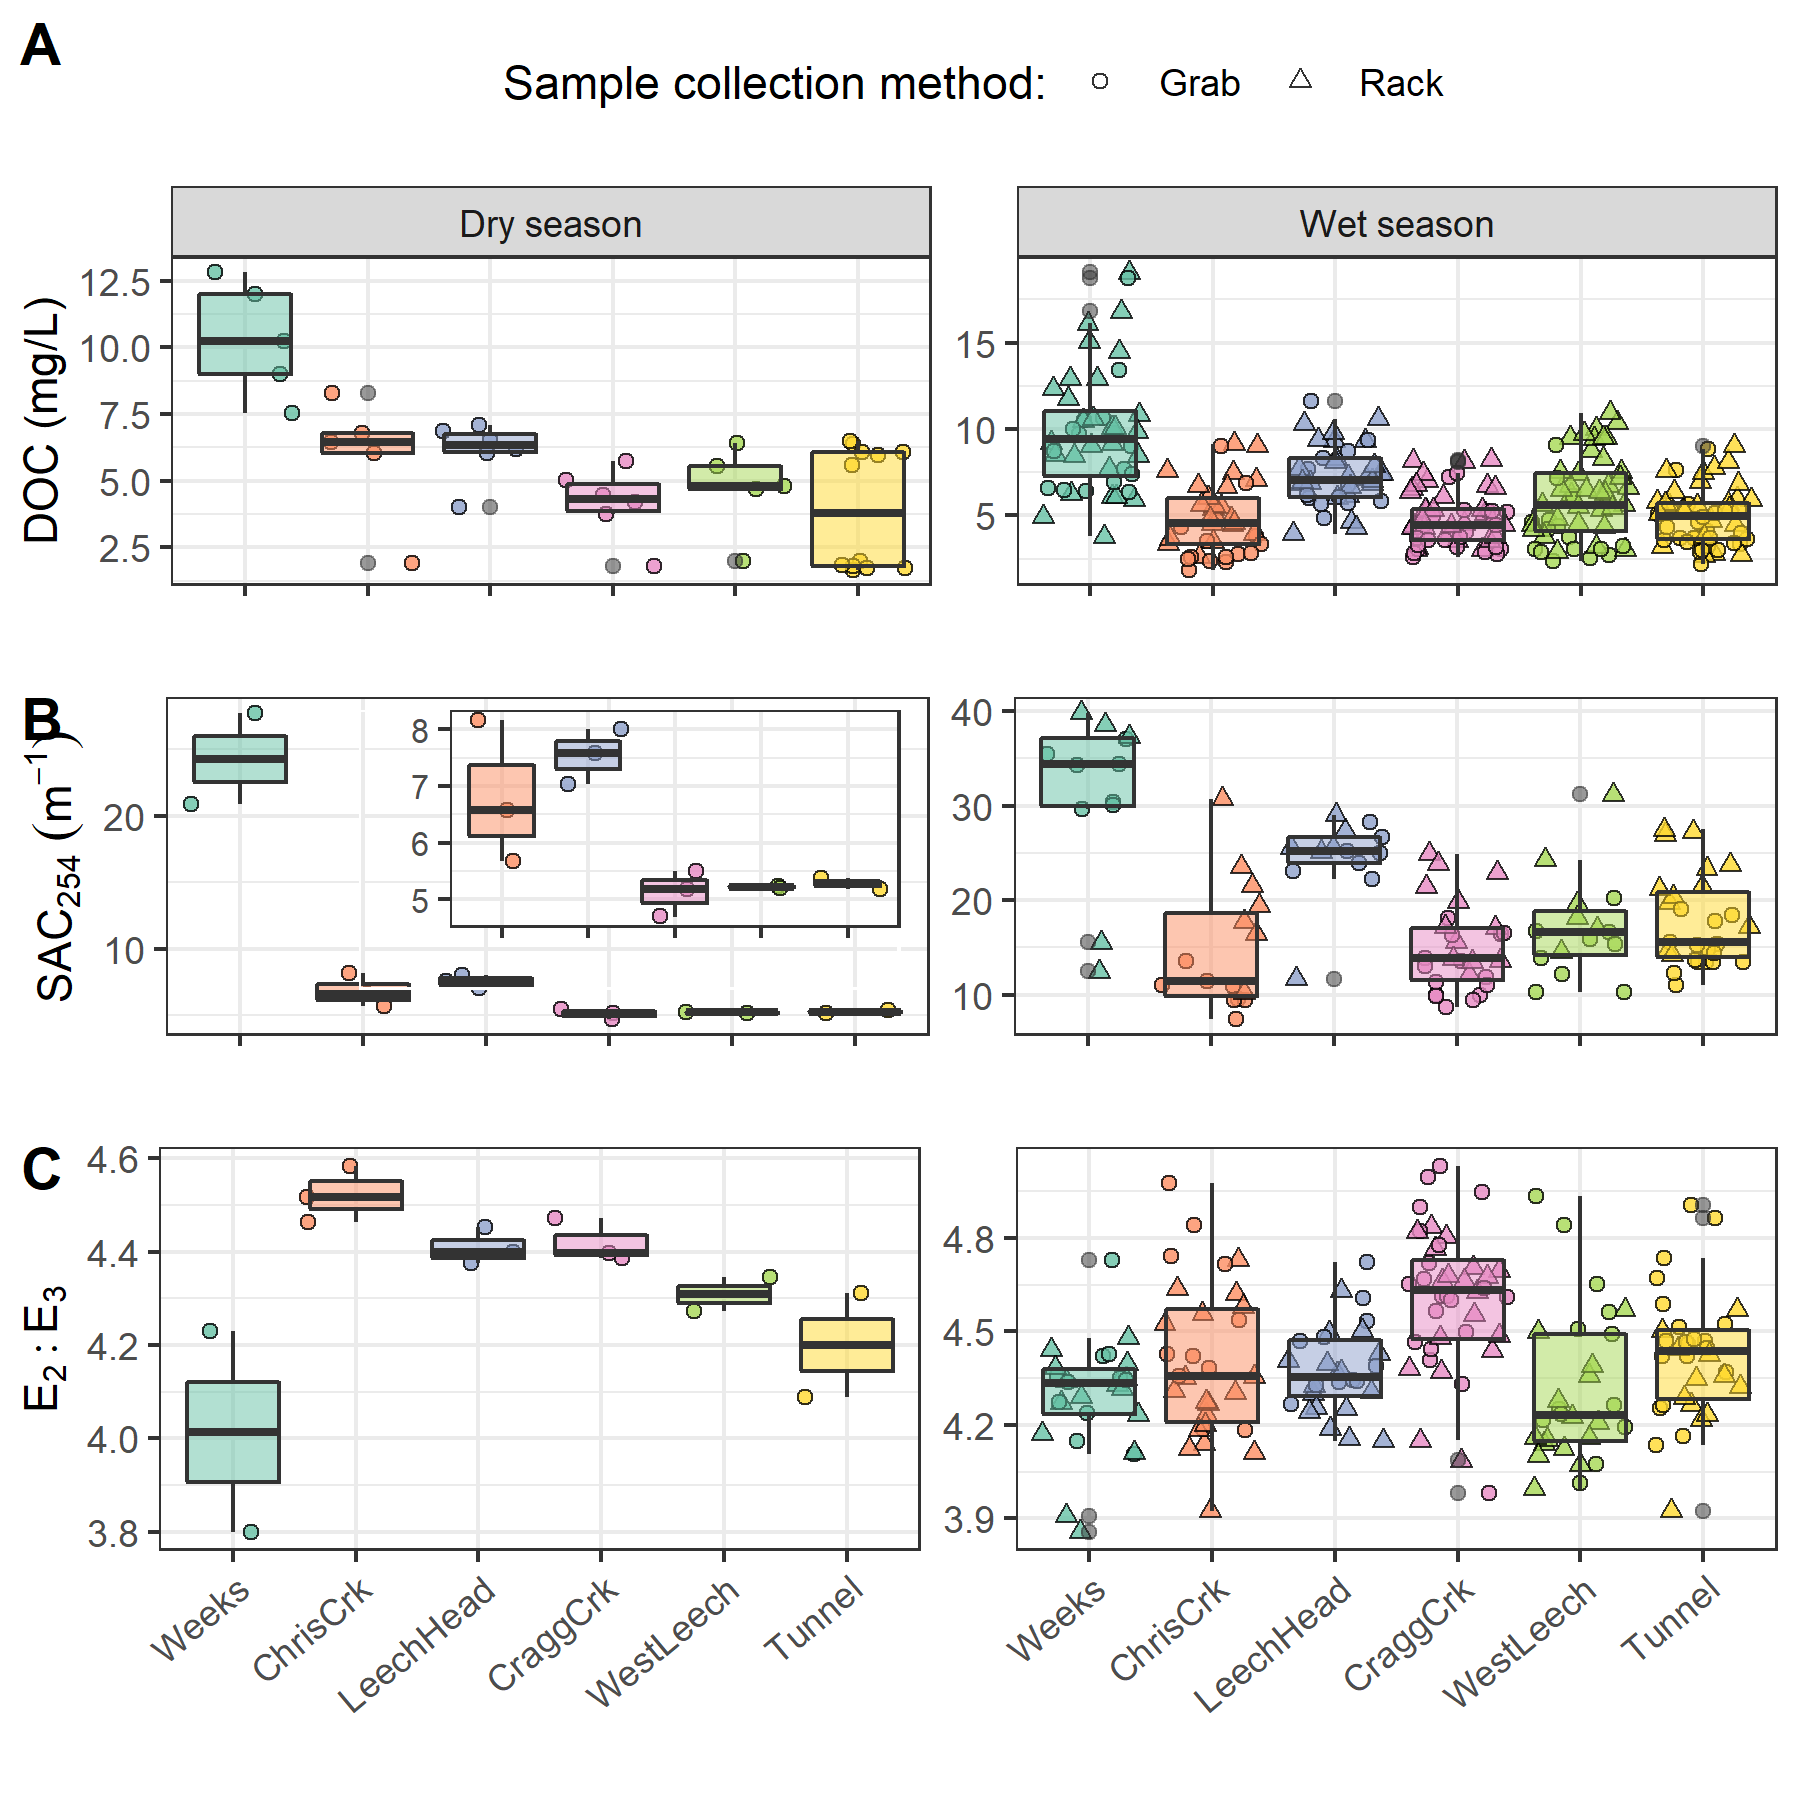 A
Sample collection method: Grab Rack
Dry season Wet season
DOC (mg/L)
12.5
10.0
7.5
5.0
2.5
15
10
5
B
SAC254 (m−1)
20
10
8
7
6
5
40
30
20
10
C
E2 : E3
4.6
4.4
4.2
4.0
3.8
4.8
4.5
4.2
3.9
Weeks ChrisCrk LeechHead CraggCrk WestLeech Tunnel
Weeks ChrisCrk LeechHead CraggCrk WestLeech Tunnel